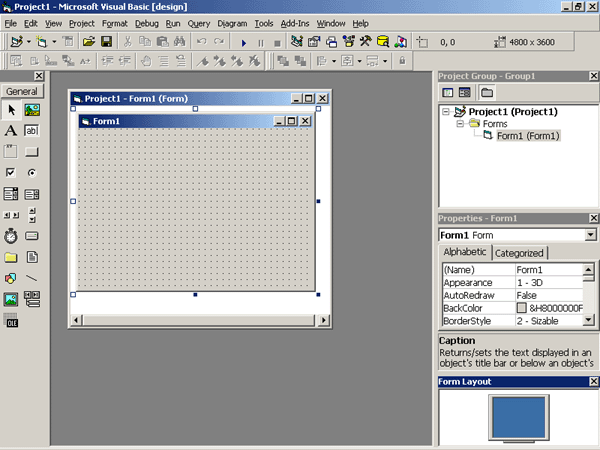 Project1 - Microsoft Visual Basic [design]
File Edit View Project Format Debug Run Query Diagram Tools Add-Ins Window Help
0, 0 4800 x 3600
General
A ab|
xy
OLE
Project1 - Form1 (Form)
Form1
Project Group - Group1
Project1 (Project1)
Forms
Form1 (Form1)
Properties - Form1
Form1 Form
Alphabetic Categorized
(Name) Form1
Appearance 1 - 3D
AutoRedraw False
BackColor &H8000000F
BorderStyle 2 - Sizable
Caption
Returns/sets the text displayed in an
object's title bar or below an object's
Form Layout